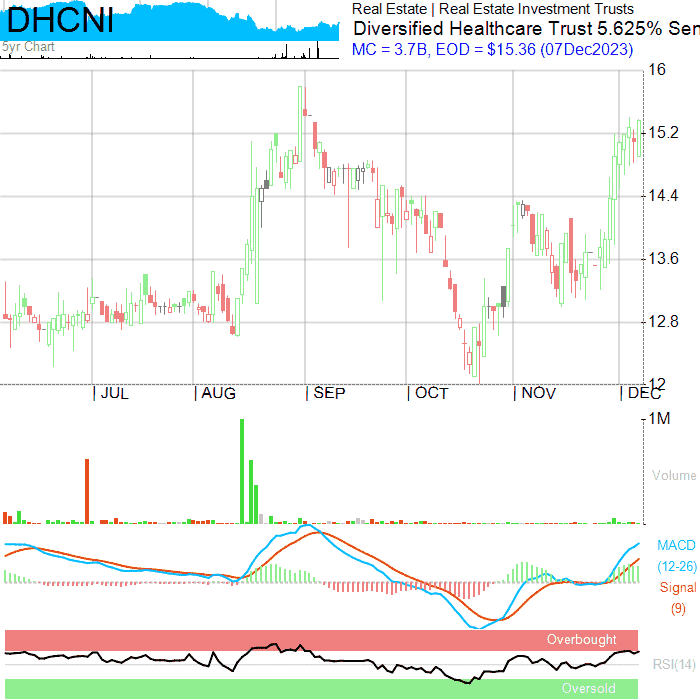 DHCNI
5yr Chart
Real Estate | Real Estate Investment Trusts
Diversified Healthcare Trust 5.625% Sen
MC = 3.7B, EOD = $15.36 (07Dec2023)
16
15.2
14.4
13.6
12.8
12
JUL AUG SEP OCT NOV DEC
1M
Volume
MACD
(12-26)
Signal
(9)
Overbought
RSI(14)
Oversold